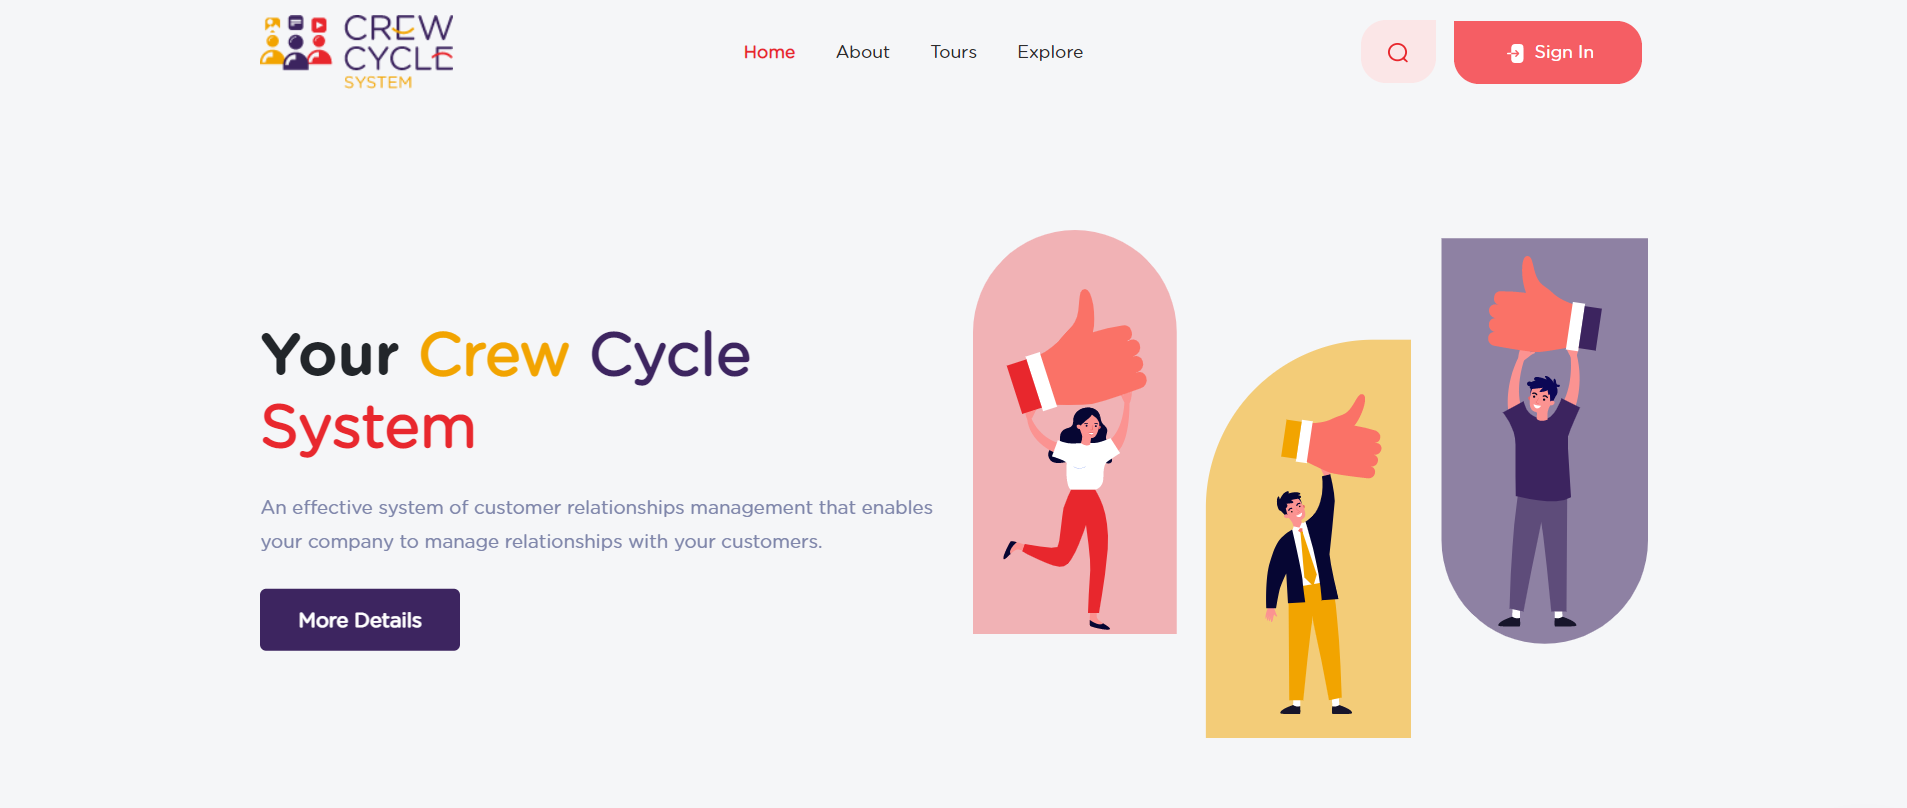 CREW
CYCLE
SYSTEM
Home About Tours Explore
Sign In
Your Crew Cycle
System
An effective system of customer relationships management that enables
your company to manage relationships with your customers.
More Details